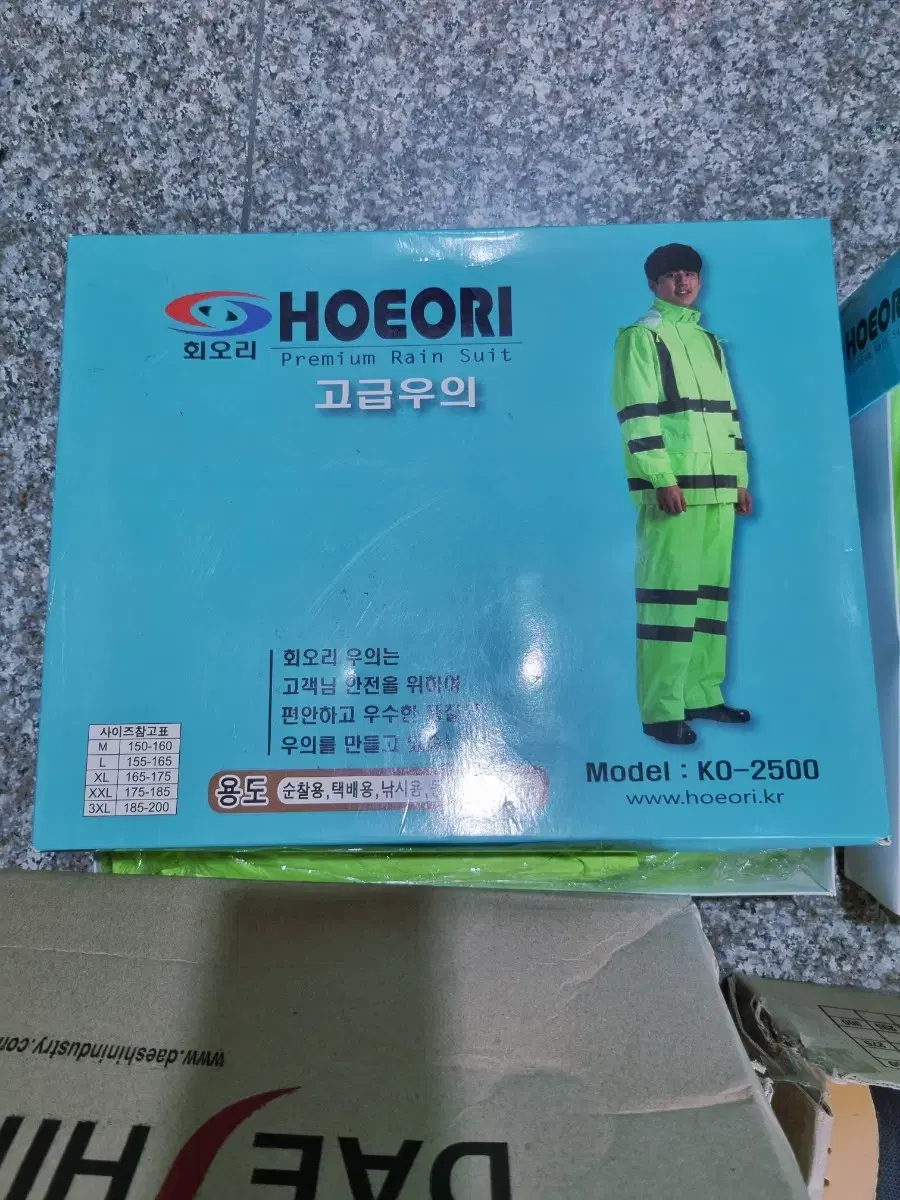 HOEORI
회오리
Premium Rain Suit
고급우의
회오리 우의는
고객님 안전을 위하여
편안하고 우수한
우의를 만들고
사이즈참고표
M 150-160
L 155-165
XL 165-175
XXL 175-185
3XL 185-200
용도 순찰용,택배용,낚시용,
Model : KO-2500
www.hoeori.kr
HOEOR
www.daeshinindustry.com
DAE